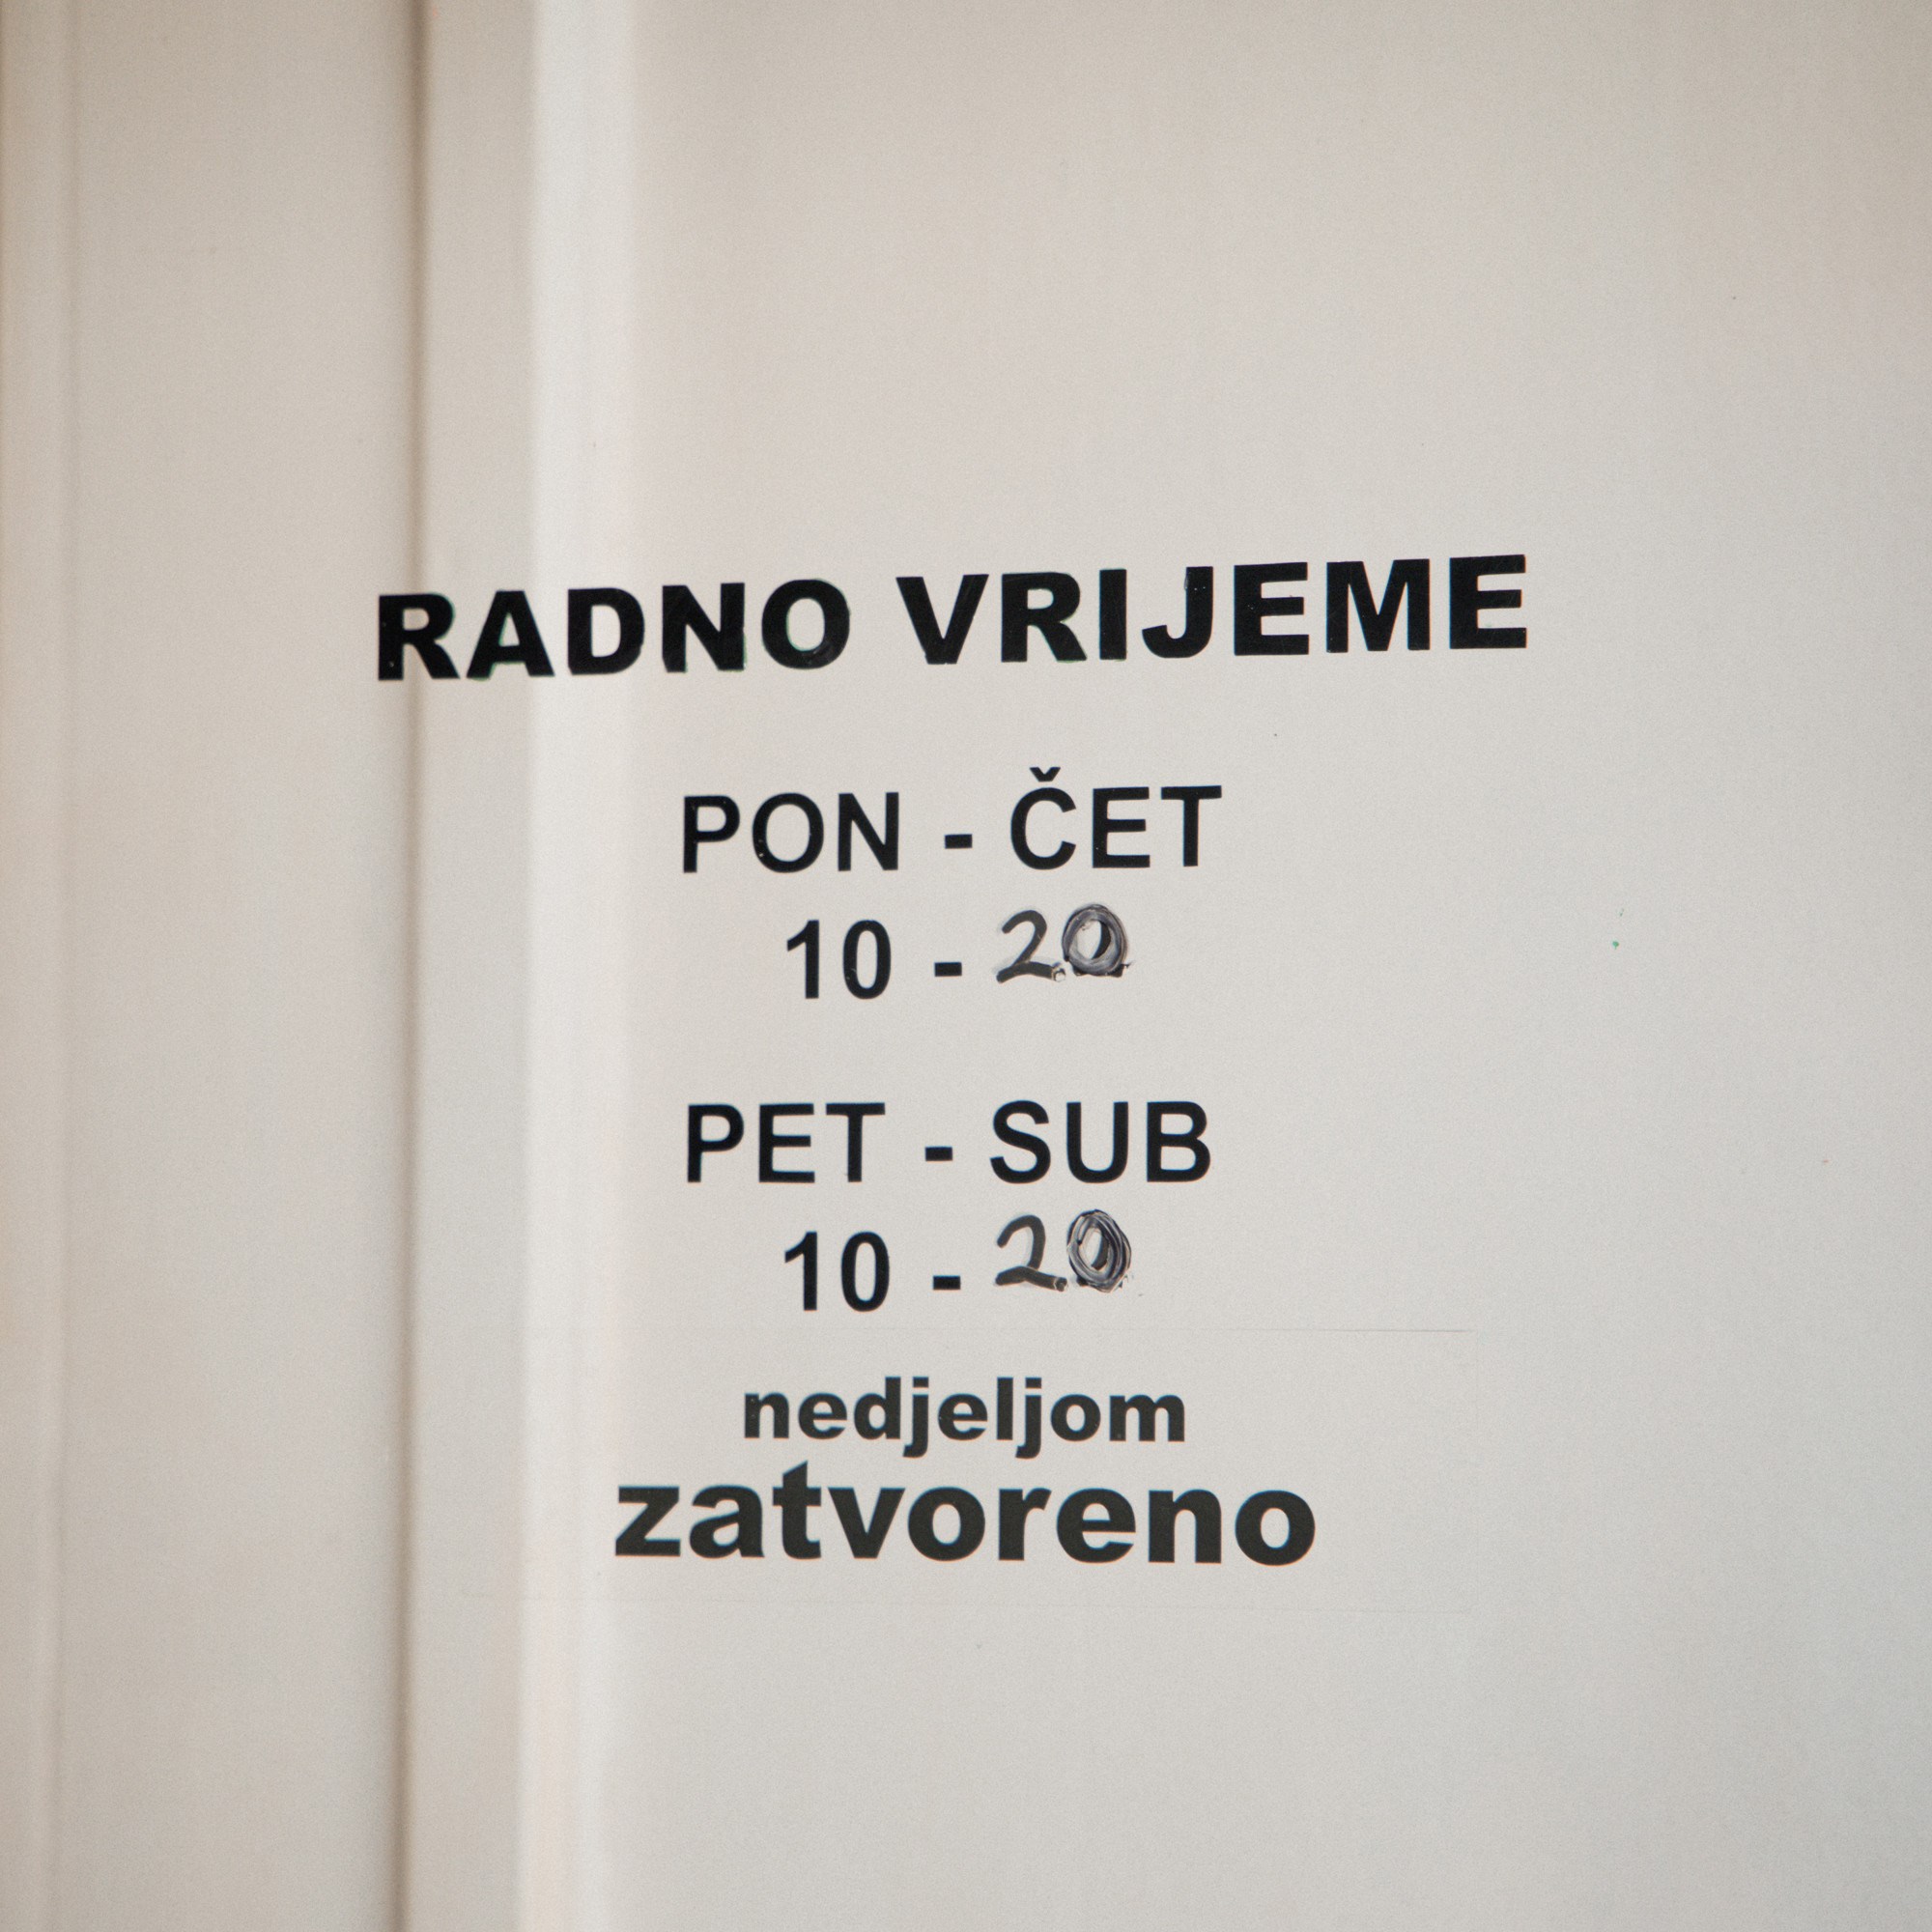 RADNO VRIJEME
PON - ČET
10 - 20
PET - SUB
10 - 20
nedjeljom
zatvoreno